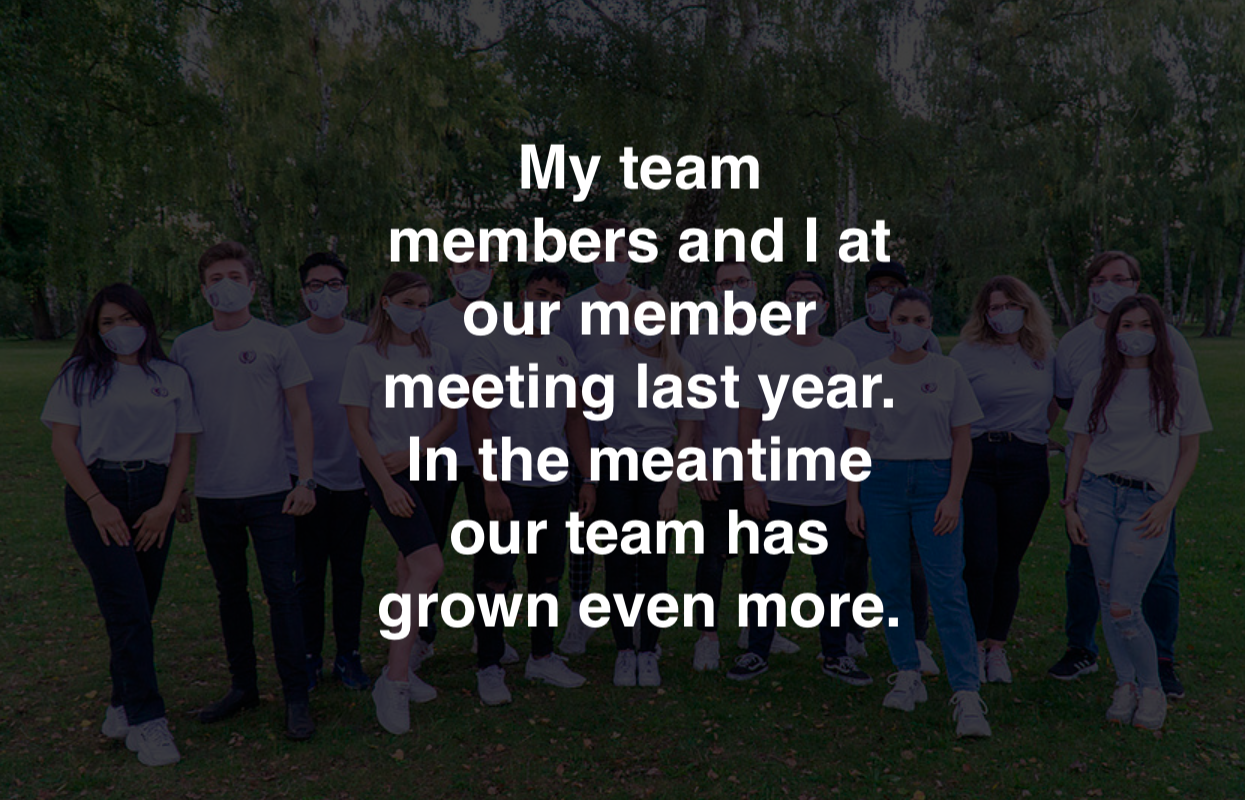 My team
members and I at
our member
meeting last year.
In the meantime
our team has
grown even more.